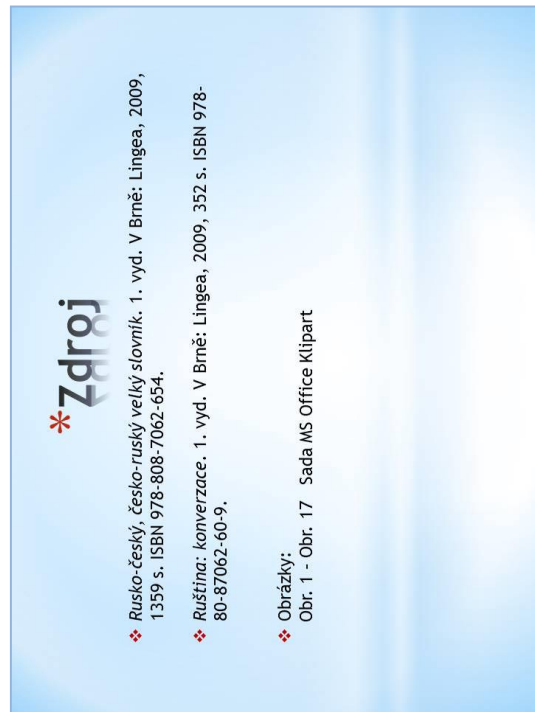 *Zdroj
❖ Rusko-český, česko-ruský velký slovník. 1. vyd. V Brně: Lingea, 2009,
1359 s. ISBN 978-808-7062-654.
❖ Ruština: konverzace. 1. vyd. V Brně: Lingea, 2009, 352 s. ISBN 978-
80-87062-60-9.
❖ Obrázky:
Obr. 1 - Obr. 17 Sada MS Office Klipart